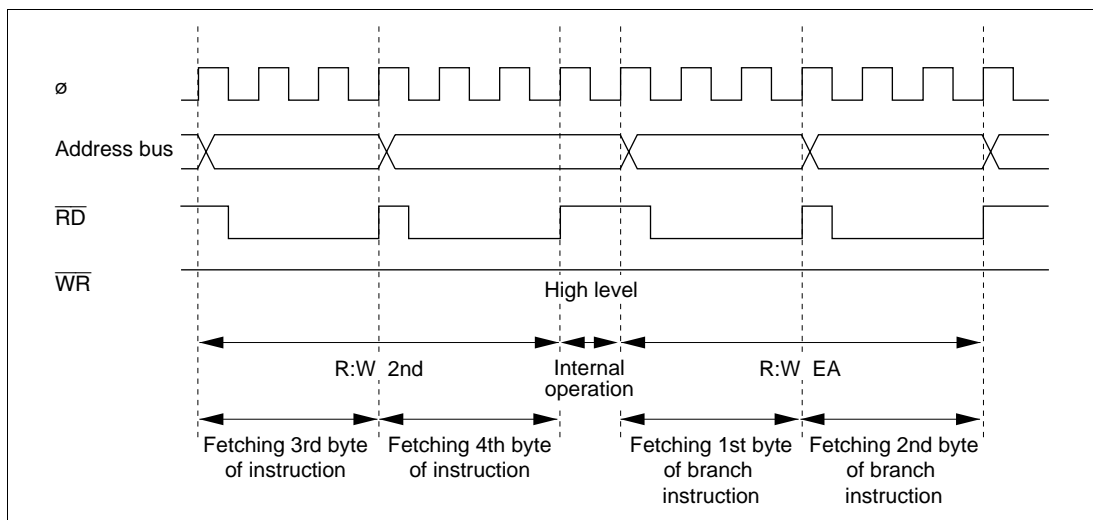 ø
Address bus
RD
WR
High level
R:W 2nd
Internal
operation
R:W EA
Fetching 3rd byte
of instruction
Fetching 4th byte
of instruction
Fetching 1st byte
of branch
instruction
Fetching 2nd byte
of branch
instruction